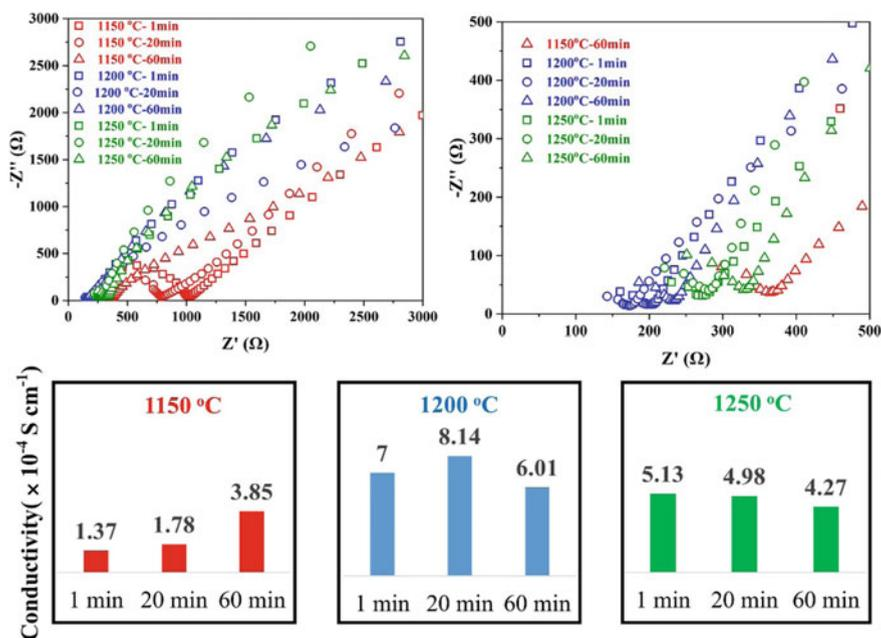 3000
2500
2000
1500
1000
500
0
-Z'' (Ω)
1150 °C- 1min
1150 °C-20min
1150 °C-60min
1200 °C- 1min
1200 °C-20min
1200 °C-60min
1250 °C- 1min
1250 °C-20min
1250 °C-60min
0 500 1000 1500 2000 2500 3000
Z' (Ω)
500
400
300
200
100
0
-Z'' (Ω)
1150°C-60min
1200°C- 1min
1200°C-20min
1200°C-60min
1250°C- 1min
1250°C-20min
1250°C-60min
0 100 200 300 400 500
Z' (Ω)
Conductivity( × 10-4 S cm-1)
1150 °C
1.37 1.78 3.85
1 min 20 min 60 min
1200 °C
7 8.14 6.01
1 min 20 min 60 min
1250 °C
5.13 4.98 4.27
1 min 20 min 60 min